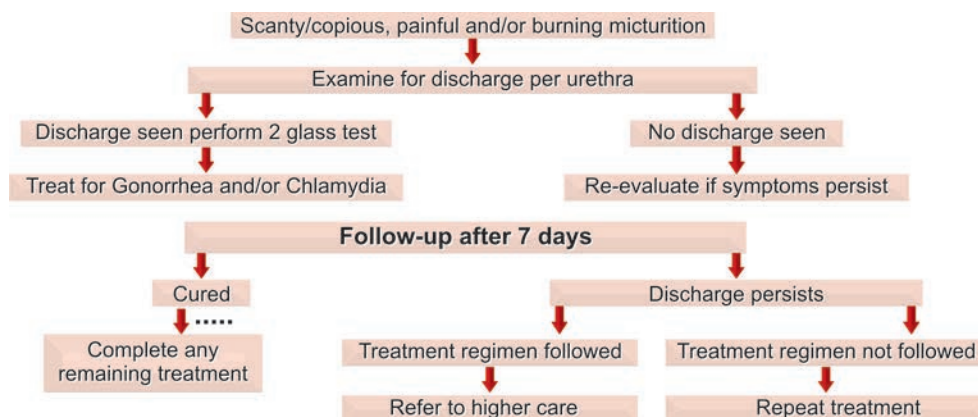 Scanty/copious, painful and/or burning micturition
Examine for discharge per urethra
Discharge seen perform 2 glass test
No discharge seen
Treat for Gonorrhea and/or Chlamydia
Re-evaluate if symptoms persist
Follow-up after 7 days
Cured
Discharge persists
Complete any
remaining treatment
Treatment regimen followed
Treatment regimen not followed
Refer to higher care
Repeat treatment